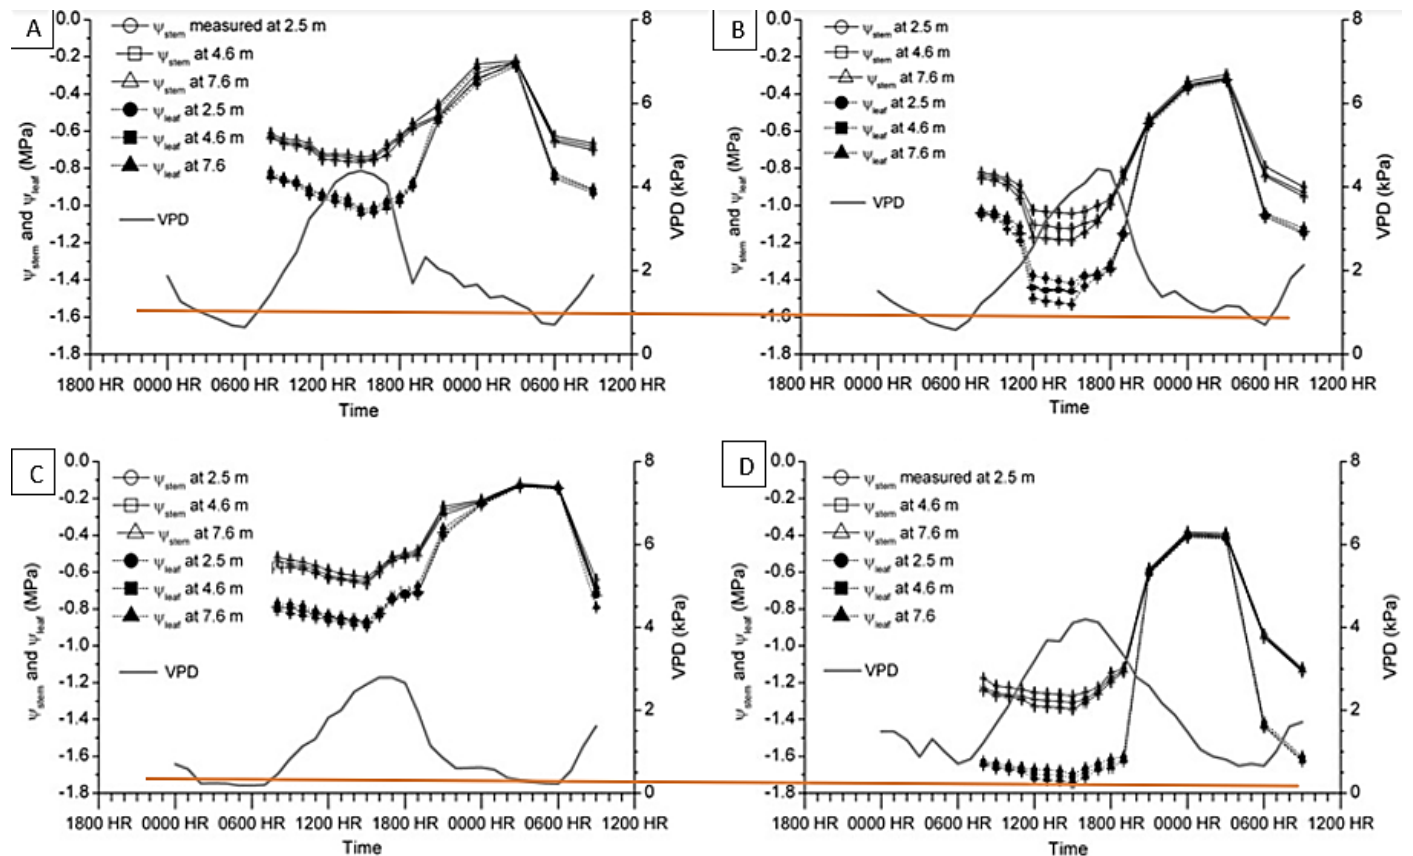 A
0.0
-0.2
-0.4
-0.6
-0.8
-1.0
-1.2
-1.4
-1.6
-1.8
ψstem and ψleaf (MPa)
ψstem measured at 2.5 m
ψstem at 4.6 m
ψstem at 7.6 m
ψleaf at 2.5 m
ψleaf at 4.6 m
ψleaf at 7.6
VPD
8
6
4
2
0
VPD (kPa)
1800 HR 0000 HR 0600 HR 1200 HR 1800 HR 0000 HR 0600 HR 1200 HR
Time
B
0.0
-0.2
-0.4
-0.6
-0.8
-1.0
-1.2
-1.4
-1.6
-1.8
ψstem and ψleaf (MPa)
ψstem at 2.5 m
ψstem at 4.6 m
ψstem at 7.6 m
ψleaf at 2.5 m
ψleaf at 4.6 m
ψleaf at 7.6 m
VPD
8
6
4
2
0
VPD (kPa)
1800 HR 0000 HR 0600 HR 1200 HR 1800 HR 0000 HR 0600 HR 1200 HR
Time
C
0.0
-0.2
-0.4
-0.6
-0.8
-1.0
-1.2
-1.4
-1.6
-1.8
ψstem and ψleaf (MPa)
ψstem at 2.5 m
ψstem at 4.6 m
ψstem at 7.6 m
ψleaf at 2.5 m
ψleaf at 4.6 m
ψleaf at 7.6 m
VPD
8
6
4
2
0
VPD (kPa)
1800 HR 0000 HR 0600 HR 1200 HR 1800 HR 0000 HR 0600 HR 1200 HR
Time
D
0.0
-0.2
-0.4
-0.6
-0.8
-1.0
-1.2
-1.4
-1.6
-1.8
ψstem and ψleaf (MPa)
ψstem measured at 2.5 m
ψstem at 4.6 m
ψstem at 7.6 m
ψleaf at 2.5 m
ψleaf at 4.6 m
ψleaf at 7.6
VPD
8
6
4
2
0
VPD (kPa)
1800 HR 0000 HR 0600 HR 1200 HR 1800 HR 0000 HR 0600 HR 1200 HR
Time